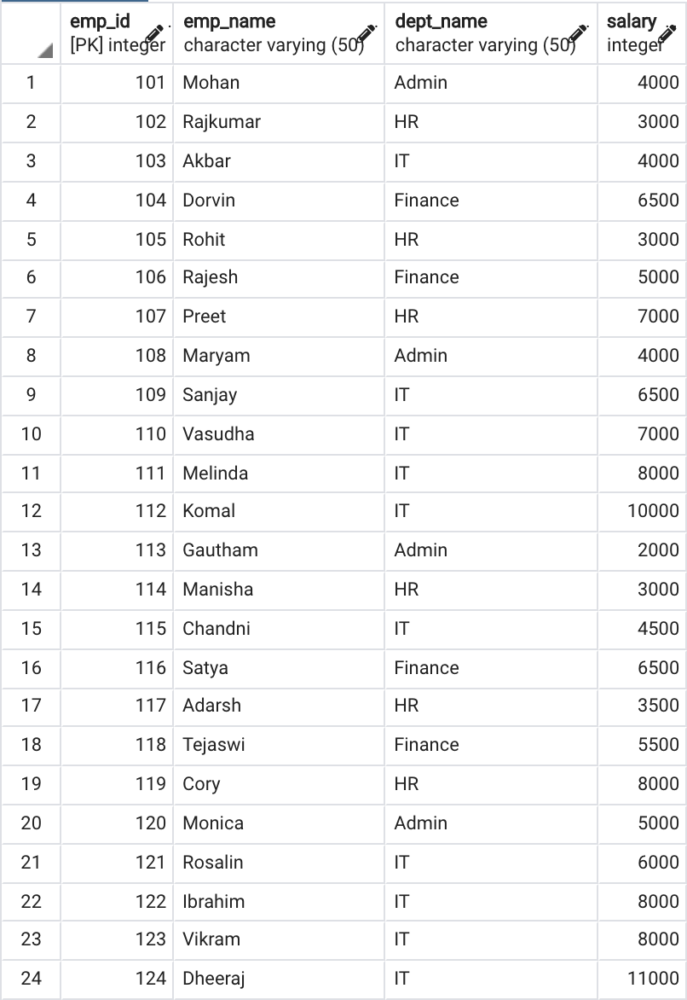 emp_id emp_name dept_name salary
[PK] integer character varying (50) character varying (50) integer
1 101 Mohan Admin 4000
2 102 Rajkumar HR 3000
3 103 Akbar IT 4000
4 104 Dorvin Finance 6500
5 105 Rohit HR 3000
6 106 Rajesh Finance 5000
7 107 Preet HR 7000
8 108 Maryam Admin 4000
9 109 Sanjay IT 6500
10 110 Vasudha IT 7000
11 111 Melinda IT 8000
12 112 Komal IT 10000
13 113 Gautham Admin 2000
14 114 Manisha HR 3000
15 115 Chandni IT 4500
16 116 Satya Finance 6500
17 117 Adarsh HR 3500
18 118 Tejaswi Finance 5500
19 119 Cory HR 8000
20 120 Monica Admin 5000
21 121 Rosalin IT 6000
22 122 Ibrahim IT 8000
23 123 Vikram IT 8000
24 124 Dheeraj IT 11000